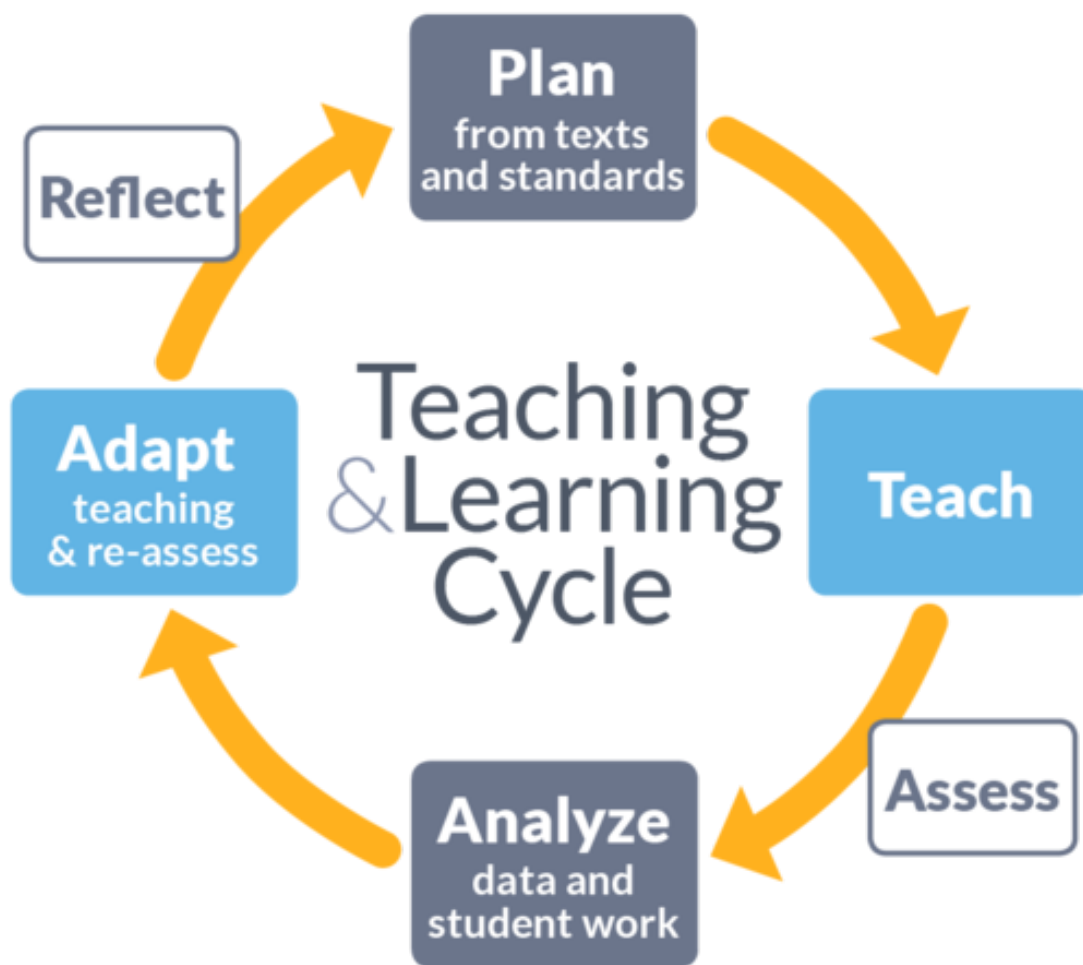 Plan
from texts
and standards
Reflect
Teaching
&Learning
Cycle
Adapt
teaching
& re-assess
Teach
Assess
Analyze
data and
student work